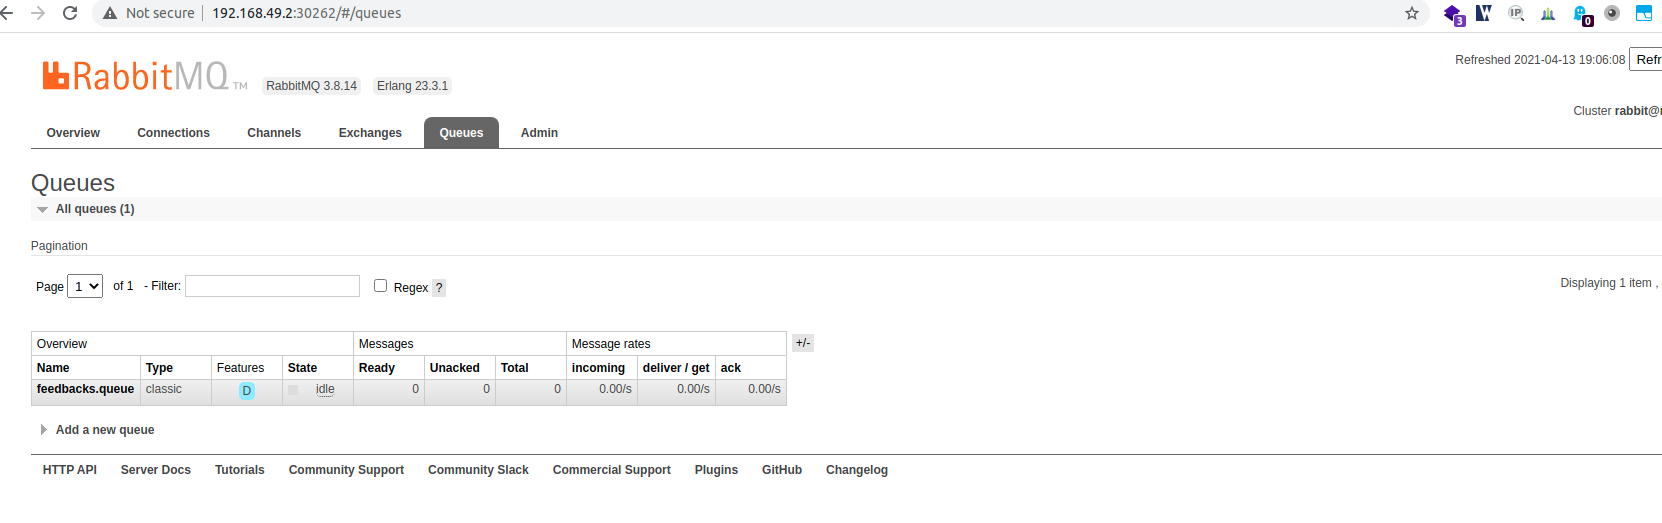 Not secure 192.168.49.2:30262/#/queues
3 W IP 0
RabbitMQ TM RabbitMQ 3.8.14 Erlang 23.3.1
Refreshed 2021-04-13 19:06:08 Refr
Cluster rabbit@
Overview Connections Channels Exchanges Queues Admin
Queues
All queues (1)
Pagination
Page 1 of 1 - Filter: Regex ?
Displaying 1 item ,
Overview Messages Message rates +/-
Name Type Features State Ready Unacked Total incoming deliver / get ack
feedbacks.queue classic D idle 0 0 0 0.00/s 0.00/s 0.00/s
Add a new queue
HTTP API Server Docs Tutorials Community Support Community Slack Commercial Support Plugins GitHub Changelog